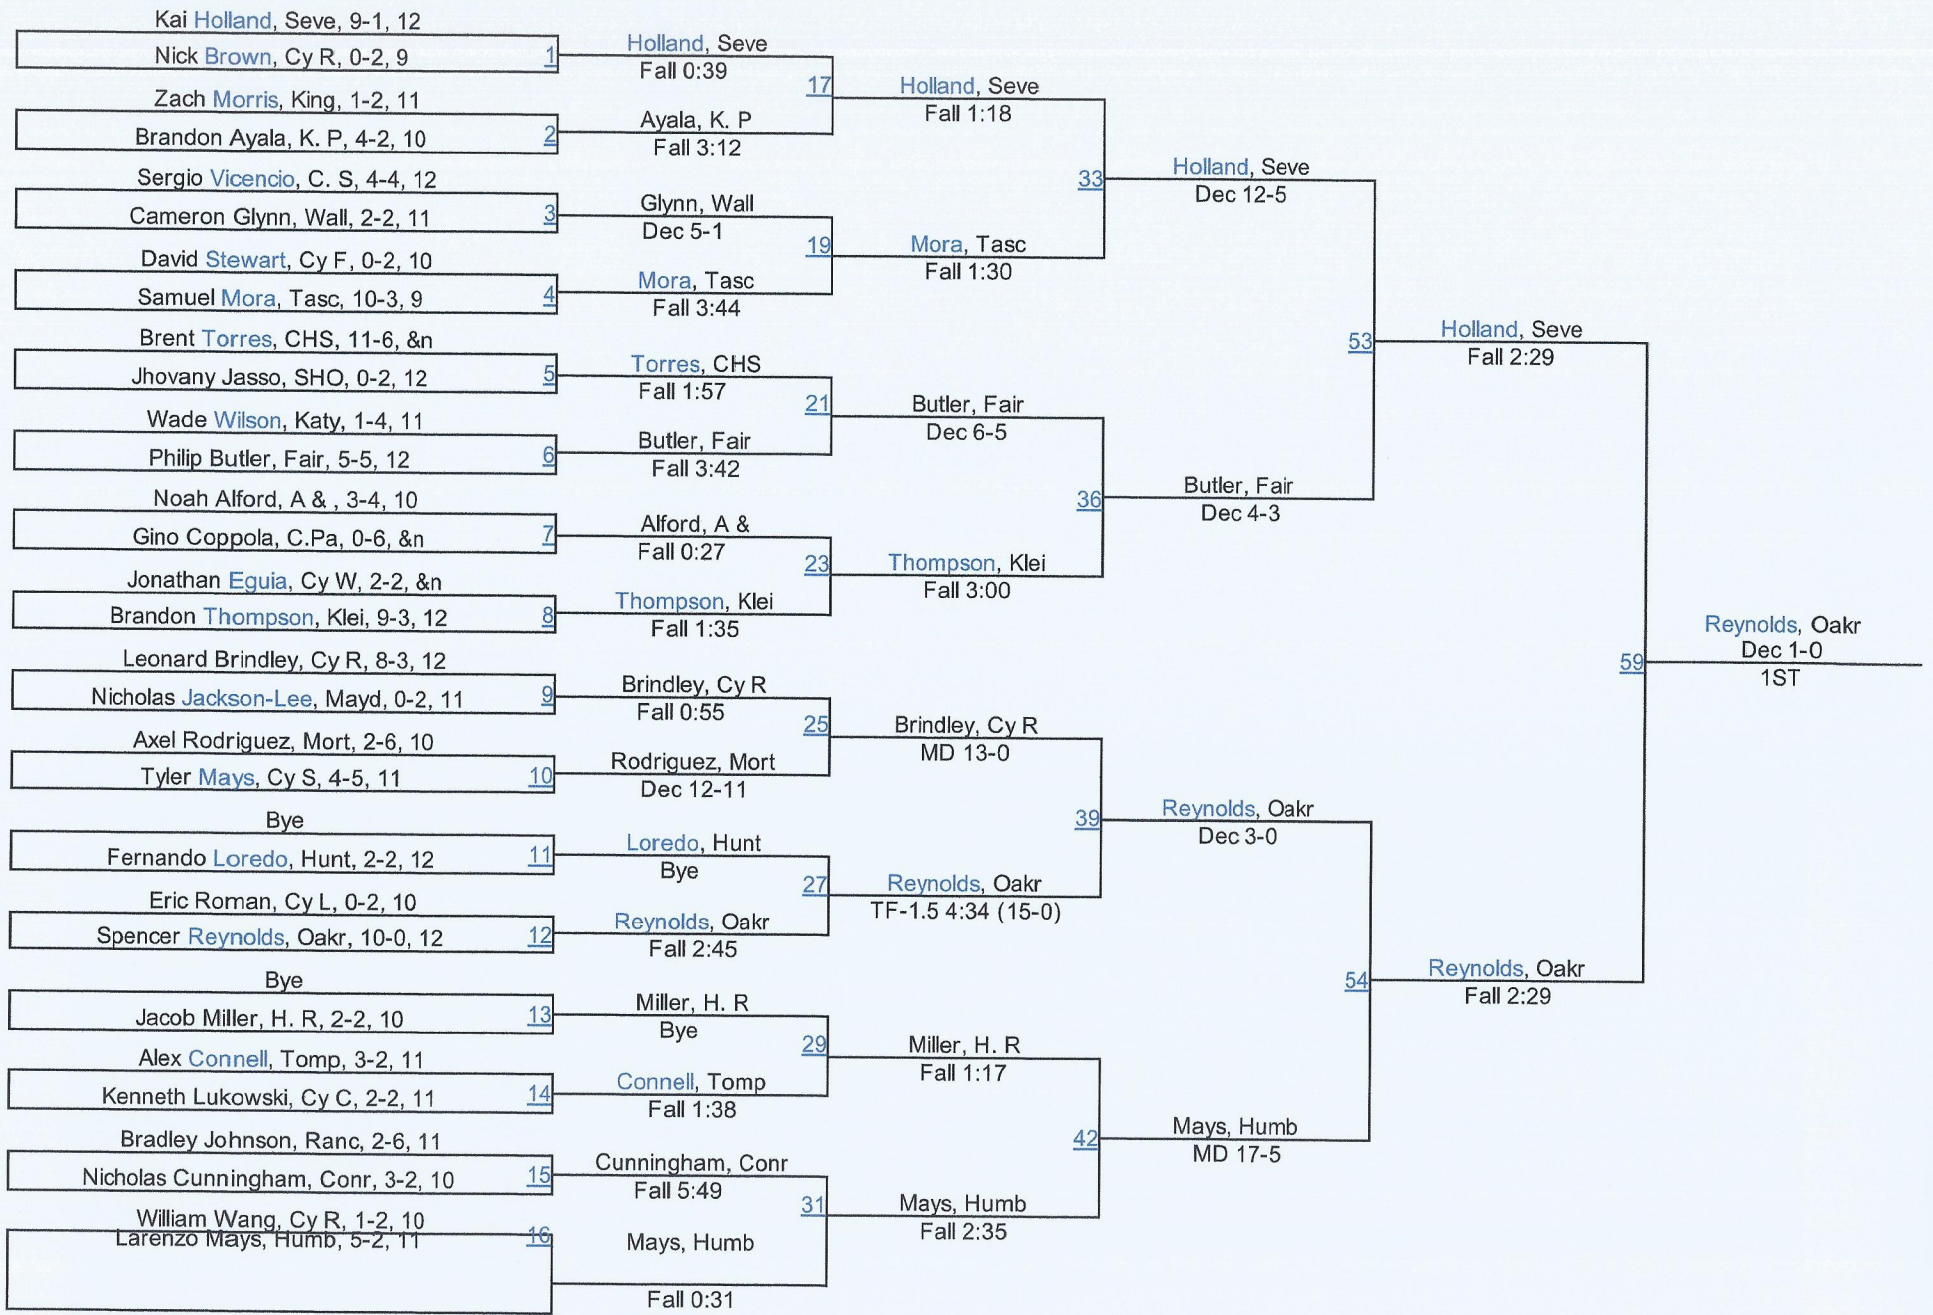 Kai Holland, Seve, 9-1, 12
Nick Brown, Cy R, 0-2, 9
1
Zach Morris, King, 1-2, 11
Brandon Ayala, K. P, 4-2, 10
2
Sergio Vicencio, C. S, 4-4, 12
Cameron Glynn, Wall, 2-2, 11
3
David Stewart, Cy F, 0-2, 10
Samuel Mora, Tasc, 10-3, 9
4
Brent Torres, CHS, 11-6, &n
Jhovany Jasso, SHO, 0-2, 12
5
Wade Wilson, Katy, 1-4, 11
Philip Butler, Fair, 5-5, 12
6
Noah Alford, A & , 3-4, 10
Gino Coppola, C.Pa, 0-6, &n
7
Jonathan Eguia, Cy W, 2-2, &n
Brandon Thompson, Klei, 9-3, 12
8
Leonard Brindley, Cy R, 8-3, 12
Nicholas Jackson-Lee, Mayd, 0-2, 11
9
Axel Rodriguez, Mort, 2-6, 10
Tyler Mays, Cy S, 4-5, 11
10
Bye
Fernando Loredo, Hunt, 2-2, 12
11
Eric Roman, Cy L, 0-2, 10
Spencer Reynolds, Oakr, 10-0, 12
12
Bye
Jacob Miller, H. R, 2-2, 10
13
Alex Connell, Tomp, 3-2, 11
Kenneth Lukowski, Cy C, 2-2, 11
14
Bradley Johnson, Ranc, 2-6, 11
Nicholas Cunningham, Conr, 3-2, 10
15
William Wang, Cy R, 1-2, 10
Larenzo Mays, Humb, 5-2, 11
16
Holland, Seve
Fall 0:39
17
Ayala, K. P
Fall 3:12
Glynn, Wall
Dec 5-1
19
Mora, Tasc
Fall 3:44
Torres, CHS
Fall 1:57
21
Butler, Fair
Fall 3:42
Alford, A &
Fall 0:27
23
Thompson, Klei
Fall 1:35
Brindley, Cy R
Fall 0:55
25
Rodriguez, Mort
Dec 12-11
Loredo, Hunt
Bye
27
Reynolds, Oakr
Fall 2:45
Miller, H. R
Bye
29
Connell, Tomp
Fall 1:38
Cunningham, Conr
Fall 5:49
31
Mays, Humb
Fall 0:31
Holland, Seve
Fall 1:18
33
Mora, Tasc
Fall 1:30
Butler, Fair
Dec 6-5
36
Thompson, Klei
Fall 3:00
Brindley, Cy R
MD 13-0
39
Reynolds, Oakr
TF-1.5 4:34 (15-0)
Miller, H. R
Fall 1:17
42
Mays, Humb
Fall 2:35
Holland, Seve
Dec 12-5
53
Butler, Fair
Dec 4-3
Reynolds, Oakr
Dec 3-0
54
Mays, Humb
MD 17-5
Holland, Seve
Fall 2:29
59
Reynolds, Oakr
Fall 2:29
Reynolds, Oakr
Dec 1-0
1ST